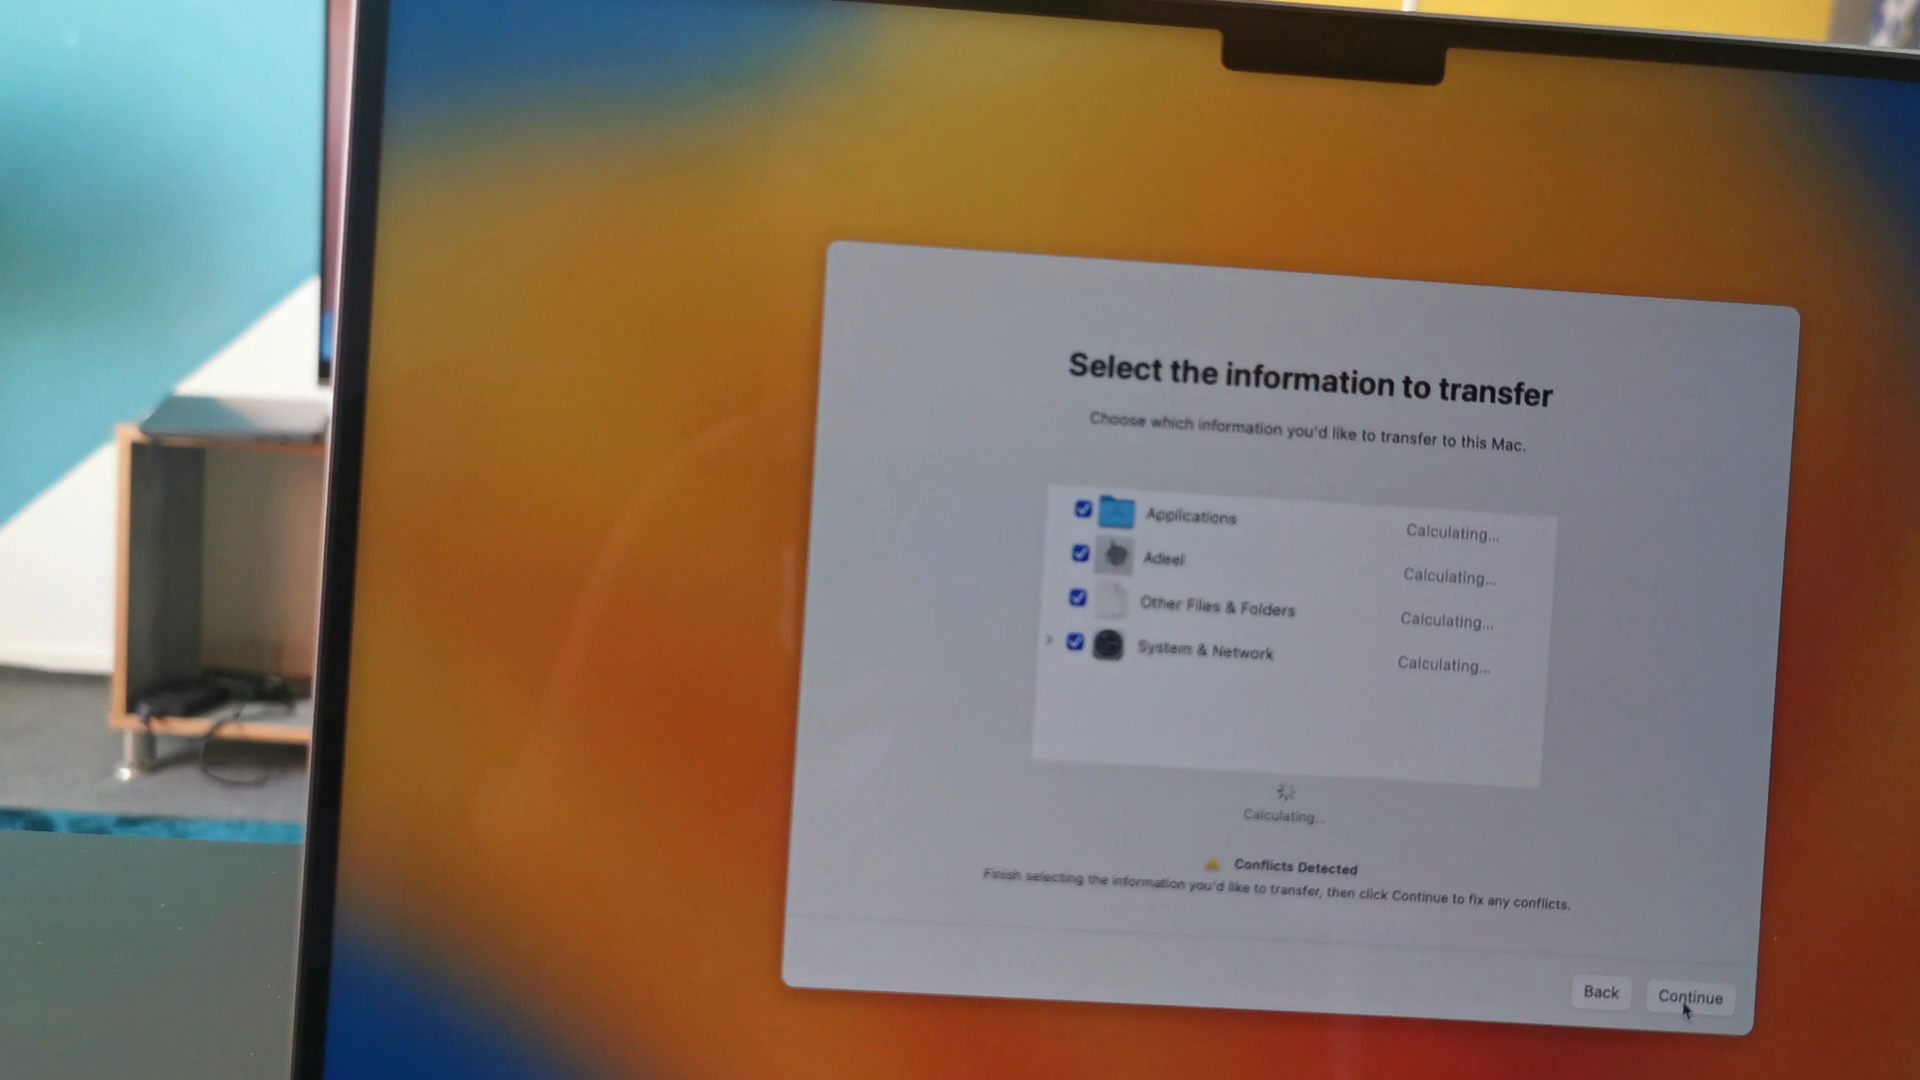 Select the information to transfer
Choose which information you'd like to transfer to this Mac.
Applications Calculating...
Adeel Calculating...
Other Files & Folders Calculating...
System & Network Calculating...
Calculating...
Conflicts Detected
Finish selecting the information you'd like to transfer, then click Continue to fix any conflicts.
Back Continue